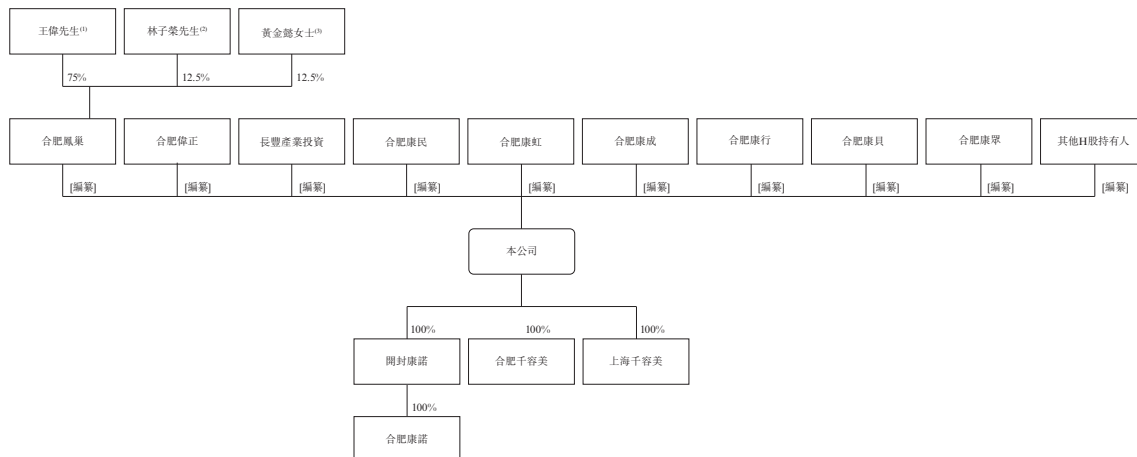 王偉先生(1)
林子榮先生(2)
黃金懿女士(3)
75%
12.5%
12.5%
合肥鳳巢
合肥偉正
長豐產業投資
合肥康民
合肥康虹
合肥康成
合肥康行
合肥康貝
合肥康眾
其他H股持有人
[編纂]
[編纂]
[編纂]
[編纂]
[編纂]
[編纂]
[編纂]
[編纂]
[編纂]
[編纂]
本公司
100%
100%
100%
開封康諾
合肥千容美
上海千容美
100%
合肥康諾